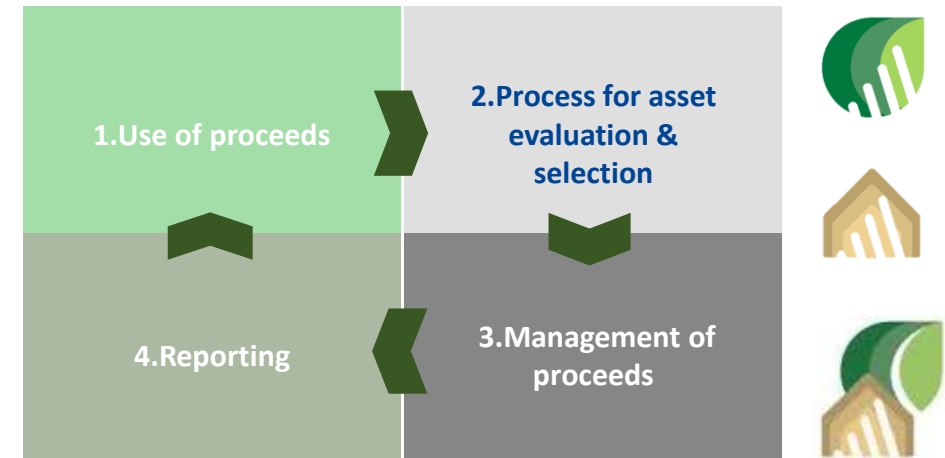 1.Use of proceeds
2.Process for asset
evaluation &
selection
4.Reporting
3.Management of
proceeds